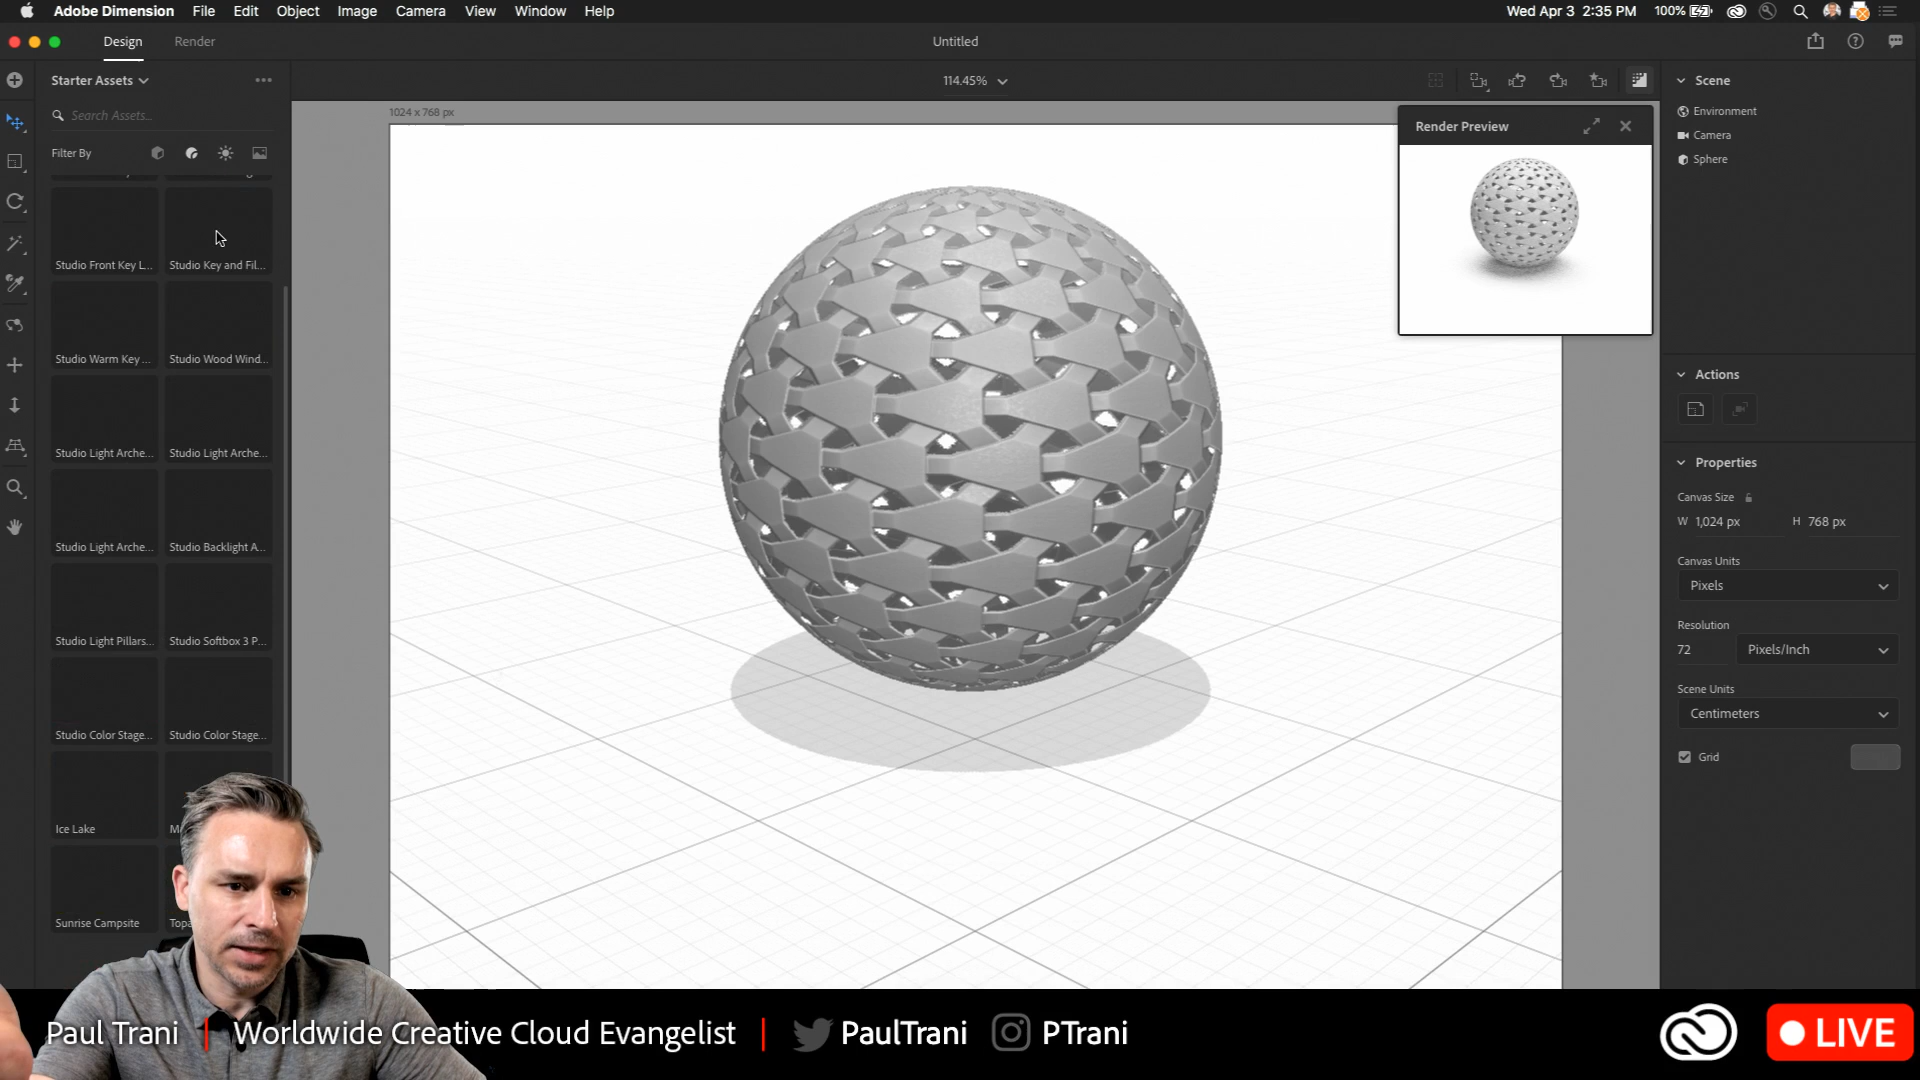 Adobe Dimension File Edit Object Image Camera View Window Help
Wed Apr 3 2:35 PM 100%
Design Render Untitled
Starter Assets
114.45%
Search Assets...
Filter By
Studio Front Key L... Studio Key and Fil...
Studio Warm Key ... Studio Wood Wind...
Studio Light Arche... Studio Light Arche...
Studio Light Arche... Studio Backlight A...
Studio Light Pillars... Studio Softbox 3 P...
Studio Color Stage... Studio Color Stage...
Ice Lake
Sunrise Campsite
1024 x 768 px
Render Preview
Scene
Environment
Camera
Sphere
Actions
Properties
Canvas Size
W 1,024 px H 768 px
Canvas Units
Pixels
Resolution
72 Pixels/Inch
Scene Units
Centimeters
Grid
Paul Trani | Worldwide Creative Cloud Evangelist | PaulTrani PTrani
LIVE